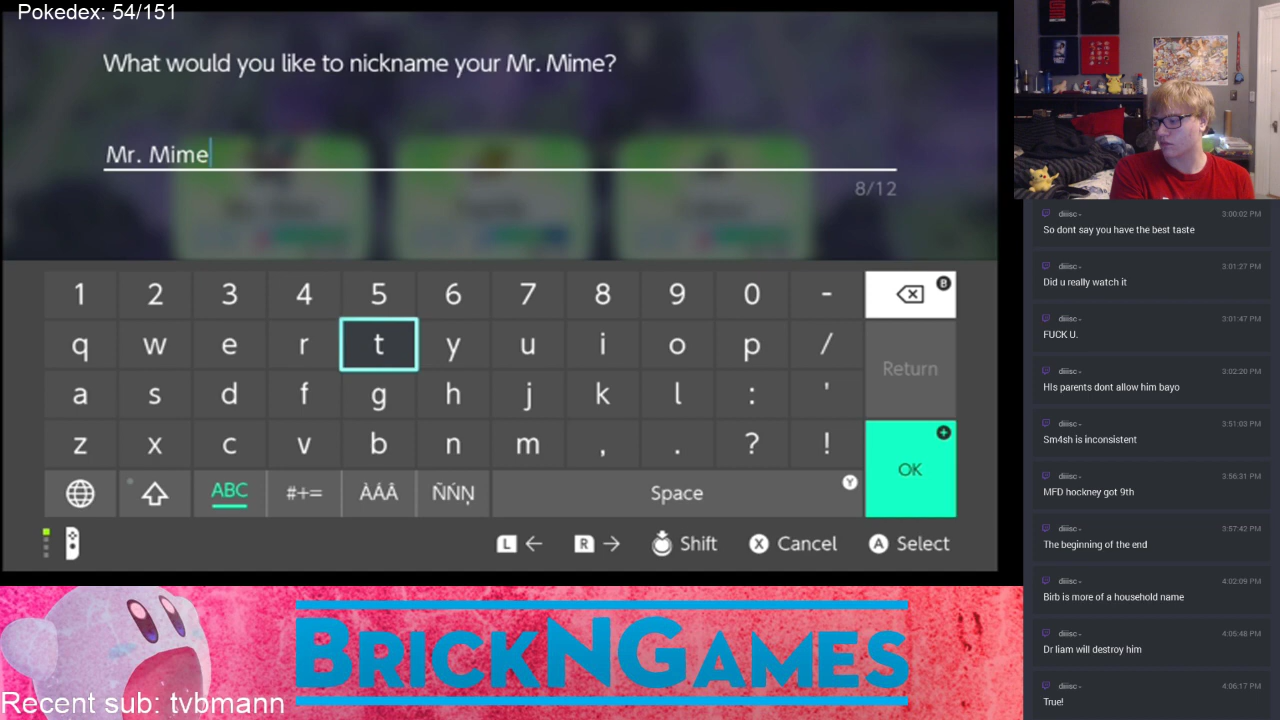 Pokedex: 54/151
What would you like to nickname your Mr. Mime?
Mr. Mime
8/12
1 2 3 4 5 6 7 8 9 0 -
B
q w e r t y u i o p /
Return
a s d f g h j k l : '
z x c v b n m , . ? !
+
OK
ABC #+= ÀÁÂ ÑŃŅ Space
Y
L ← R → Shift X Cancel A Select
BRICKNGAMES
Recent sub: tvbmann
diiisc - 3:00:02 PM
So dont say you have the best taste
diiisc - 3:01:27 PM
Did u really watch it
diiisc - 3:01:47 PM
FUCK U.
diiisc - 3:02:20 PM
HIs parents dont allow him bayo
diiisc - 3:51:03 PM
Sm4sh is inconsistent
diiisc - 3:56:31 PM
MFD hockney got 9th
diiisc - 3:57:42 PM
The beginning of the end
diiisc - 4:02:09 PM
Birb is more of a household name
diiisc - 4:05:48 PM
Dr liam will destroy him
diiisc - 4:06:17 PM
True!